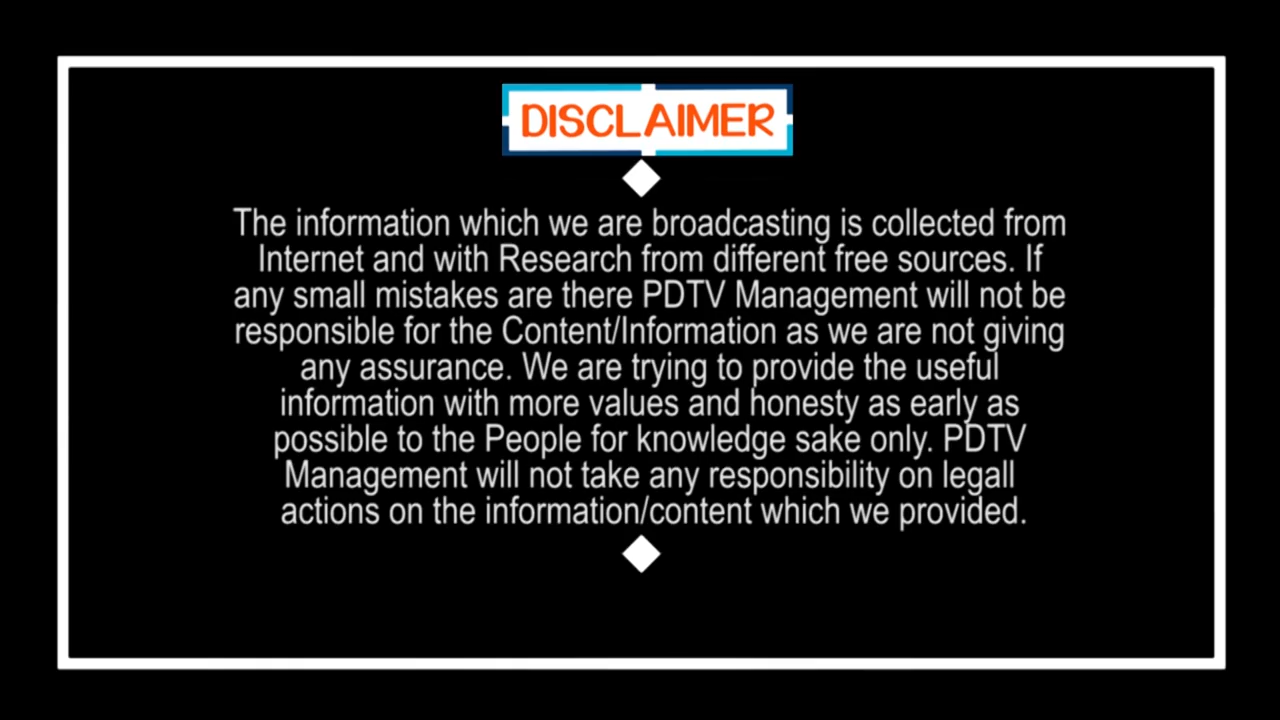 DISCLAIMER
The information which we are broadcasting is collected from
Internet and with Research from different free sources. If
any small mistakes are there PDTV Management will not be
responsible for the Content/Information as we are not giving
any assurance. We are trying to provide the useful
information with more values and honesty as early as
possible to the People for knowledge sake only. PDTV
Management will not take any responsibility on legall
actions on the information/content which we provided.